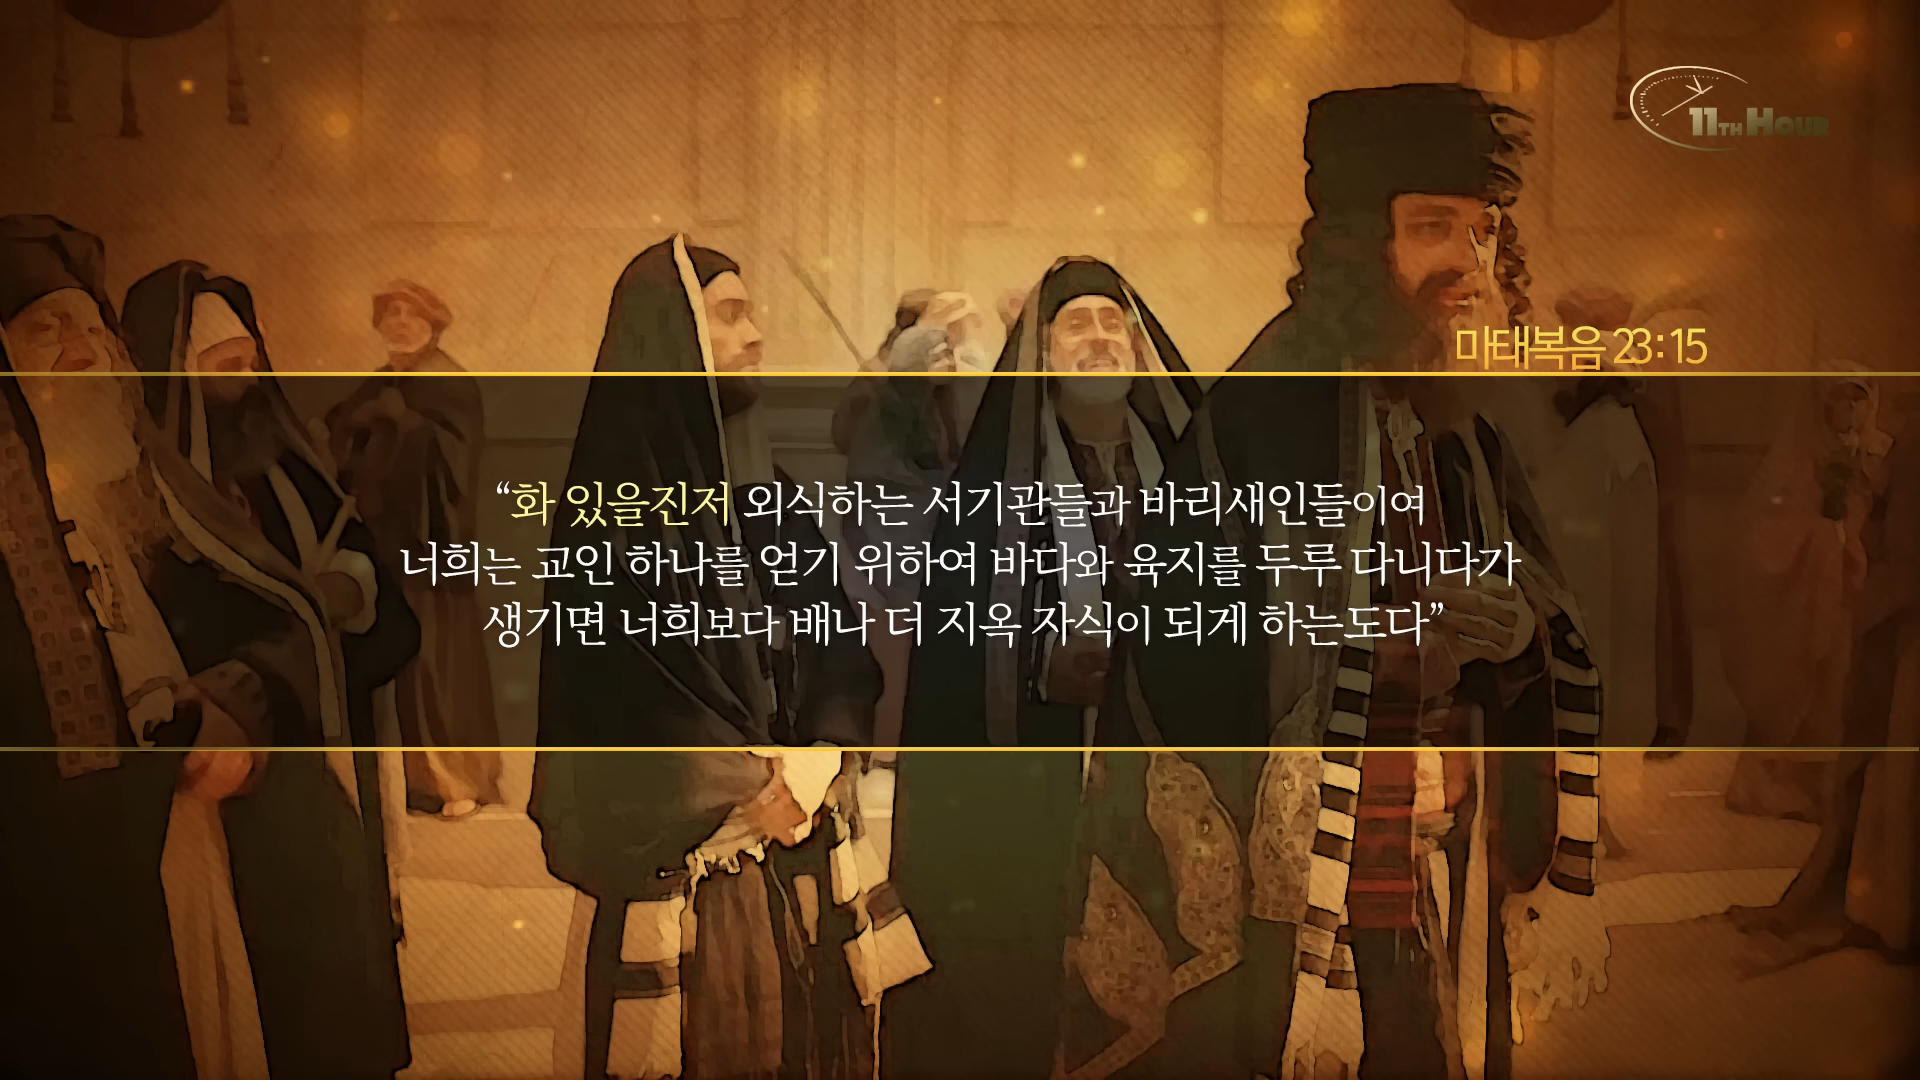 11TH HOUR
마태복음 23:15
“화 있을진저 외식하는 서기관들과 바리새인들이여
너희는 교인 하나를 얻기 위하여 바다와 육지를 두루 다니다가
생기면 너희보다 배나 더 지옥 자식이 되게 하는도다”